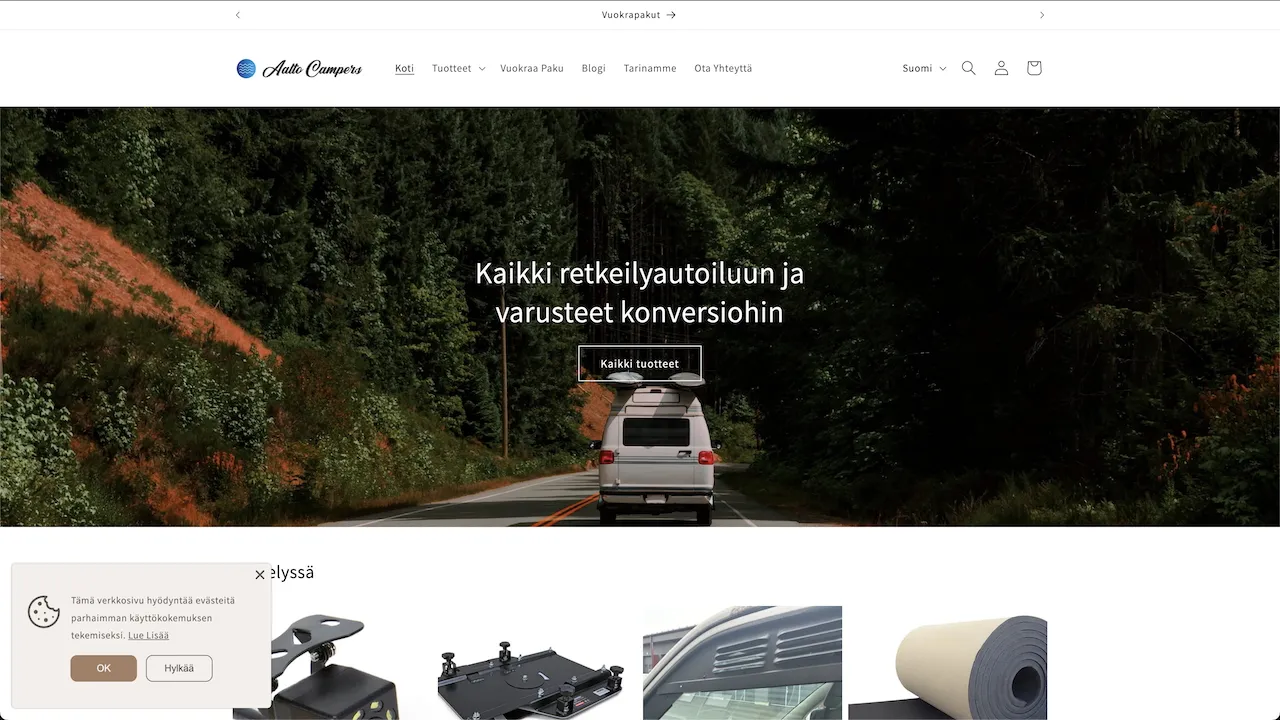 Vuokrapakut
Aalto Campers
Koti
Tuotteet
Vuokraa Paku
Blogi
Tarinamme
Ota Yhteyttä
Suomi
Kaikki retkeilyautoiluun ja
varusteet konversiohin
Kaikki tuotteet
elyssä
Tämä verkkosivu hyödyntää evästeitä
parhaimman käyttökokemuksen
tekemiseksi. Lue Lisää
OK
Hylkää